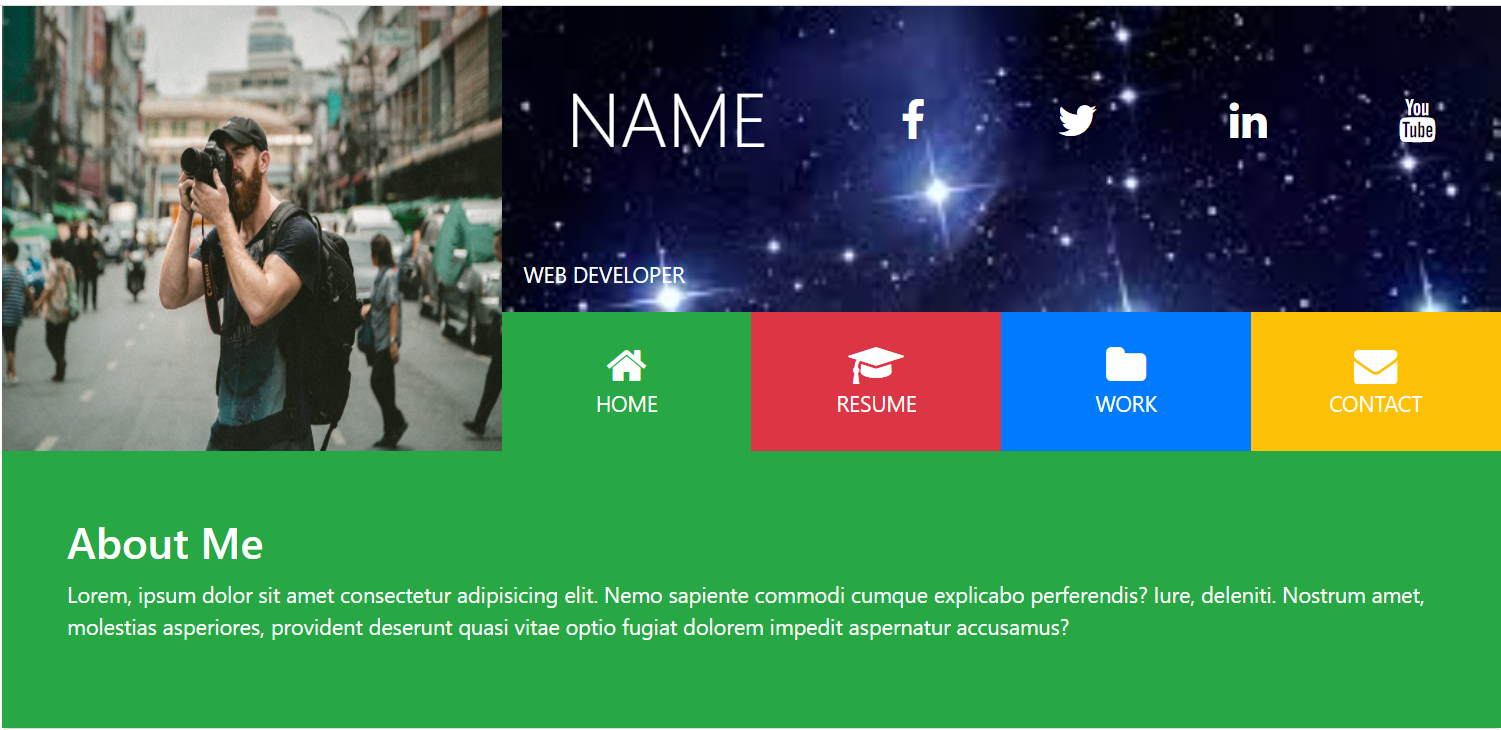 NAME
You
Tube
WEB DEVELOPER
HOME
RESUME
WORK
CONTACT
About Me
Lorem, ipsum dolor sit amet consectetur adipisicing elit. Nemo sapiente commodi cumque explicabo perferendis? Iure, deleniti. Nostrum amet,
molestias asperiores, provident deserunt quasi vitae optio fugiat dolorem impedit aspernatur accusamus?